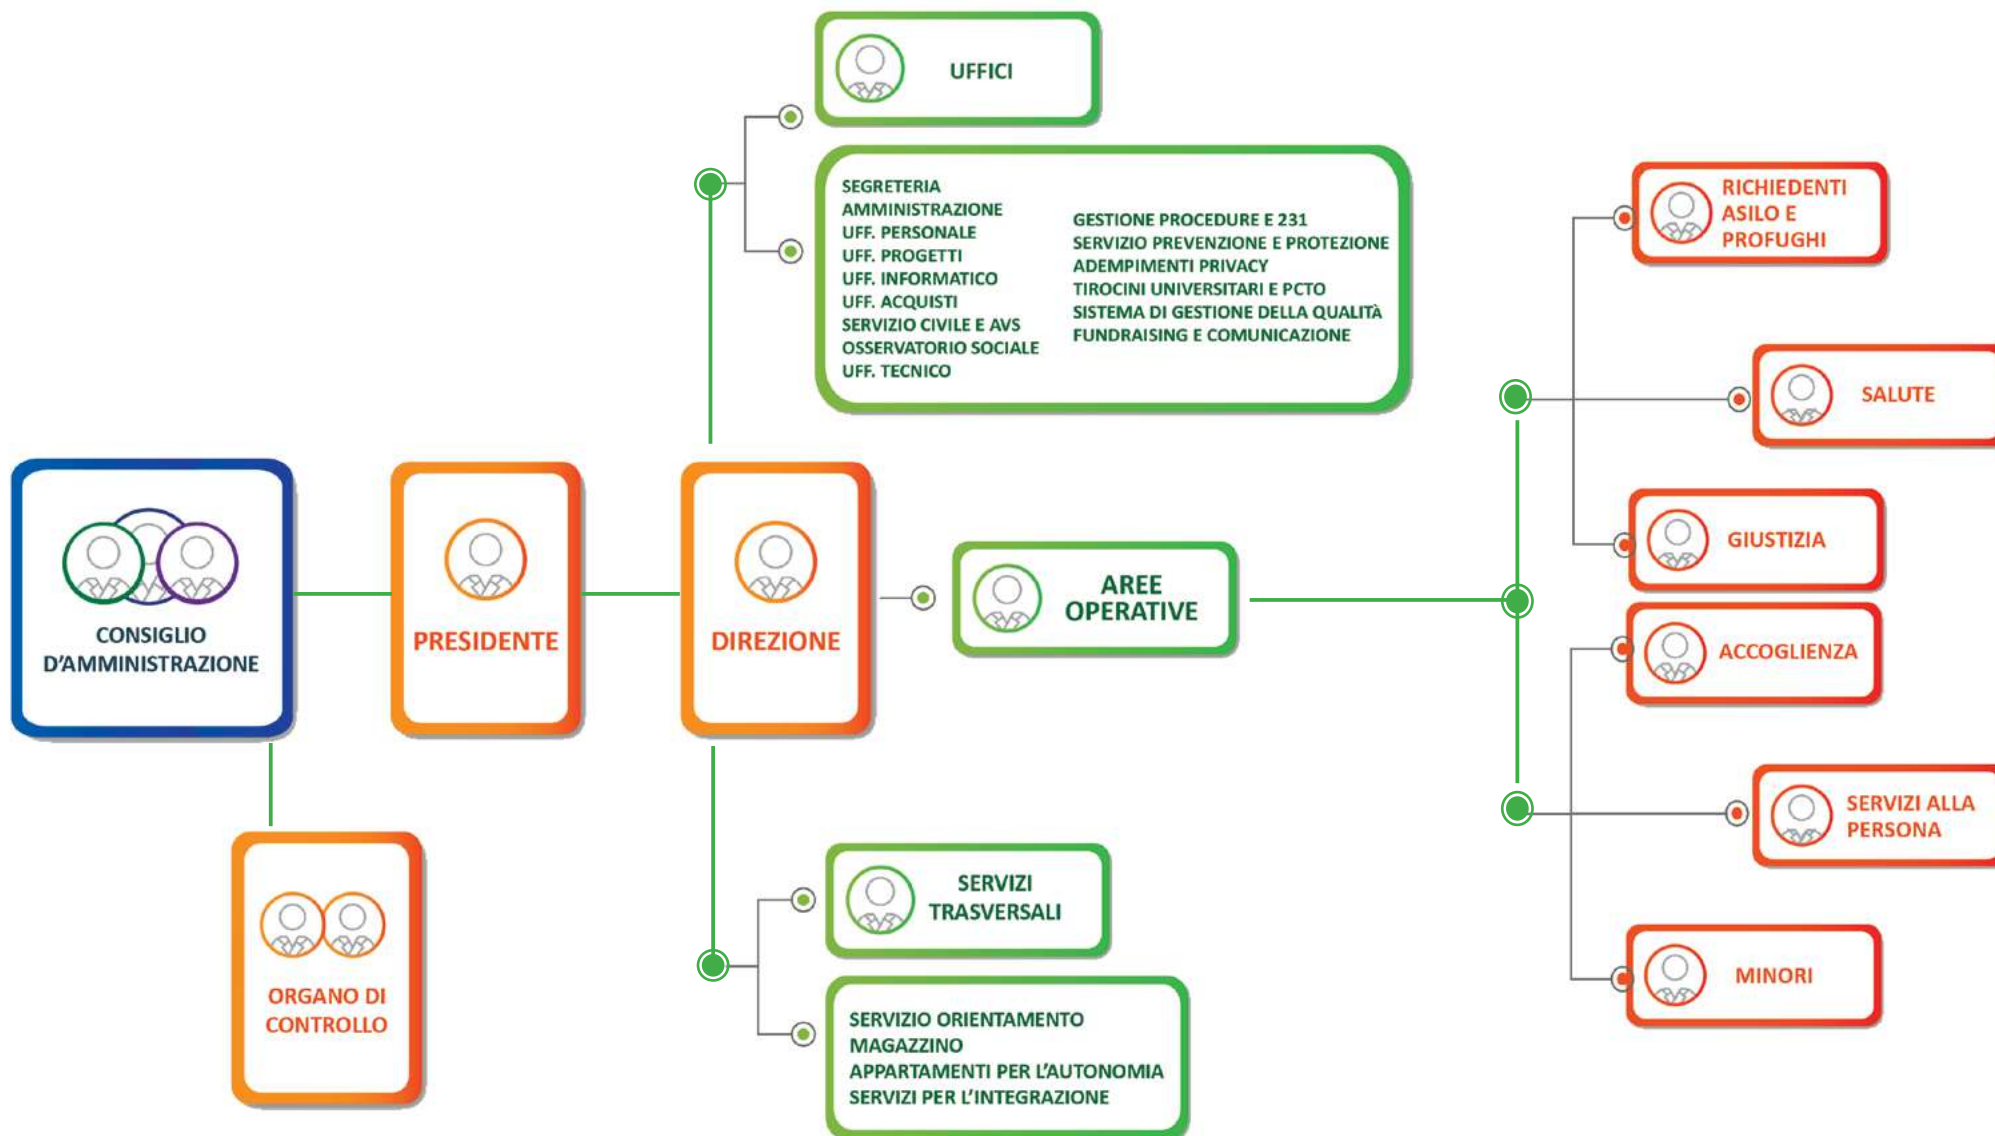 UFFICI
SEGRETERIA
AMMINISTRAZIONE
UFF. PERSONALE
UFF. PROGETTI
UFF. INFORMATICO
UFF. ACQUISTI
SERVIZIO CIVILE E AVS
OSSERVATORIO SOCIALE
UFF. TECNICO
GESTIONE PROCEDURE E 231
SERVIZIO PREVENZIONE E PROTEZIONE
ADEMPIMENTI PRIVACY
TIROCINI UNIVERSITARI E PCTO
SISTEMA DI GESTIONE DELLA QUALITÀ
FUNDRAISING E COMUNICAZIONE
CONSIGLIO
D'AMMINISTRAZIONE
PRESIDENTE
DIREZIONE
AREE
OPERATIVE
ORGANO DI
CONTROLLO
SERVIZI
TRASVERSALI
SERVIZIO ORIENTAMENTO
MAGAZZINO
APPARTAMENTI PER L'AUTONOMIA
SERVIZI PER L'INTEGRAZIONE
RICHIEDENTI
ASILO E
PROFUGHI
SALUTE
GIUSTIZIA
ACCOGLIENZA
SERVIZI ALLA
PERSONA
MINORI